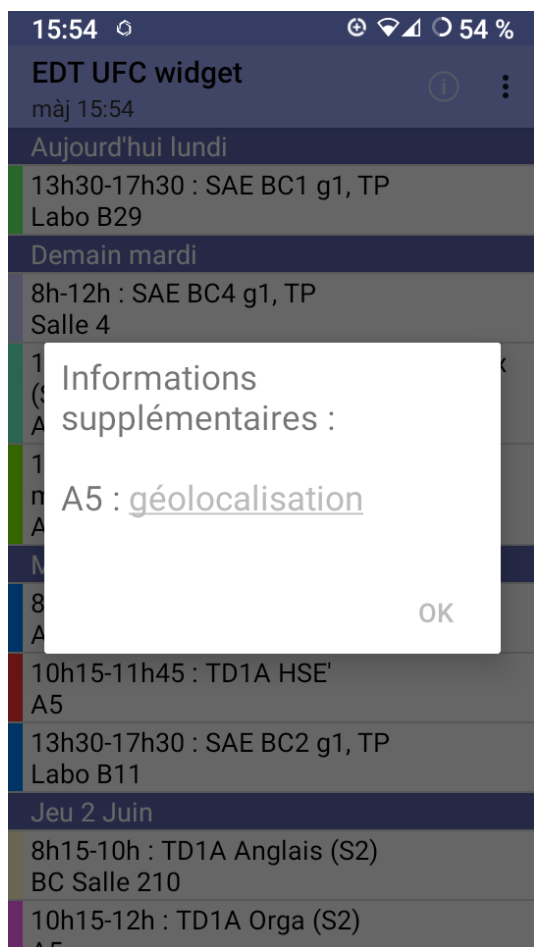 15:54 54 %
EDT UFC widget
màj 15:54
Aujourd'hui lundi
13h30-17h30 : SAE BC1 g1, TP
Labo B29
Demain mardi
8h-12h : SAE BC4 g1, TP
Salle 4
Informations
supplémentaires :
A5 : géolocalisation
OK
10h15-11h45 : TD1A HSE'
A5
13h30-17h30 : SAE BC2 g1, TP
Labo B11
Jeu 2 Juin
8h15-10h : TD1A Anglais (S2)
BC Salle 210
10h15-12h : TD1A Orga (S2)